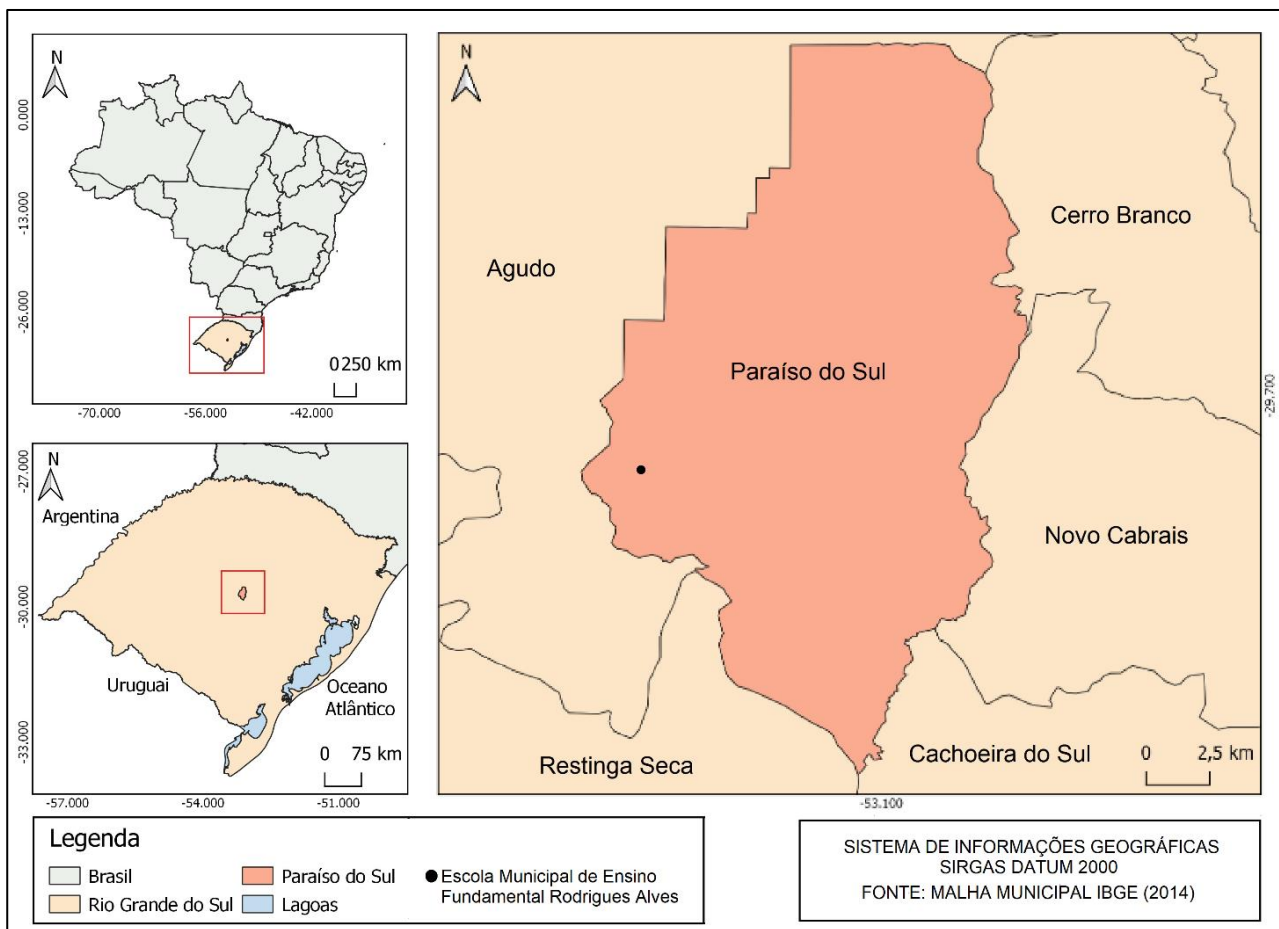 N
0.000
-13.000
-26.000
0 250 km
-70.000
-56.000
-42.000
N
-27.000
Argentina
-30.000
Uruguai
Oceano
Atlântico
-33.000
0 75 km
-57.000
-54.000
-51.000
N
Cerro Branco
Agudo
Paraíso do Sul
-29.700
Novo Cabrais
Restinga Seca
Cachoeira do Sul
0 2,5 km
-53.100
Legenda
Brasil
Rio Grande do Sul
Paraíso do Sul
Lagoas
Escola Municipal de Ensino
Fundamental Rodrigues Alves
SISTEMA DE INFORMAÇÕES GEOGRÁFICAS
SIRGAS DATUM 2000
FONTE: MALHA MUNICIPAL IBGE (2014)